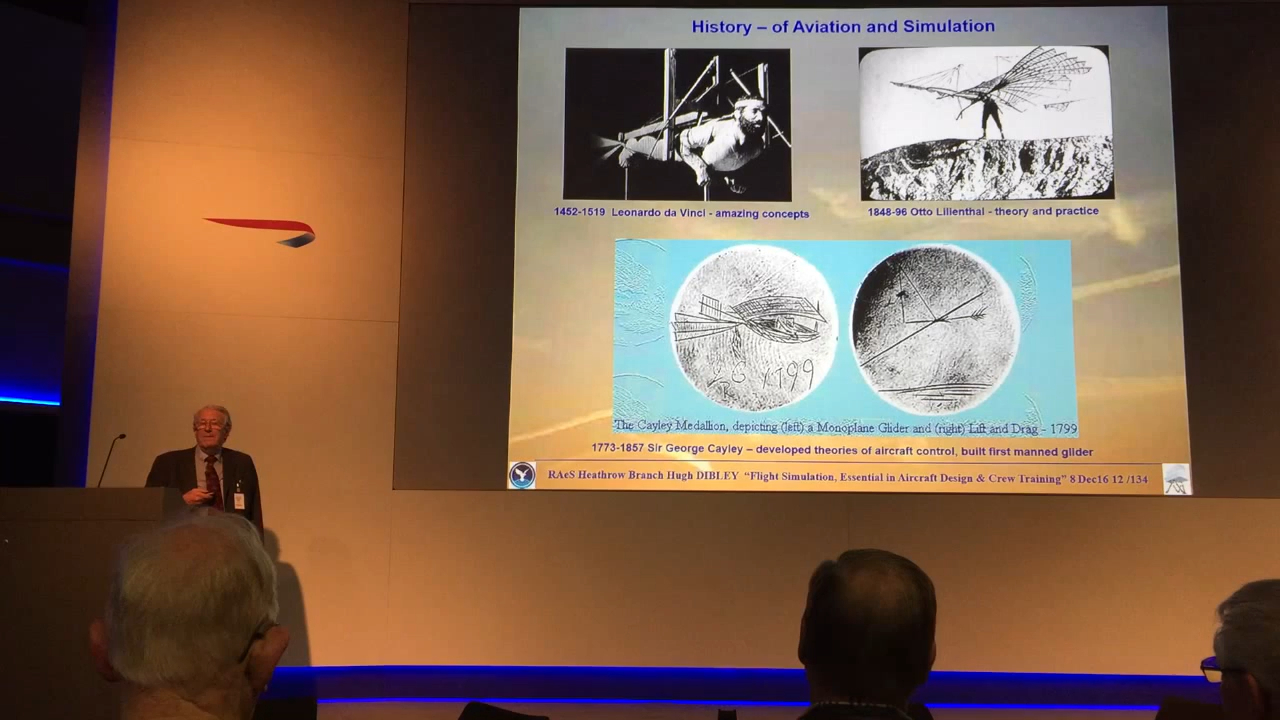 History – of Aviation and Simulation
1452-1519 Leonardo da Vinci - amazing concepts
1848-96 Otto Lilienthal - theory and practice
G C 1799
The Cayley Medallion, depicting (left) a Monoplane Glider and (right) Lift and Drag - 1799
1773-1857 Sir George Cayley – developed theories of aircraft control, built first manned glider
RAeS Heathrow Branch Hugh DIBLEY "Flight Simulation, Essential in Aircraft Design & Crew Training" 8 Dec16 12 /134